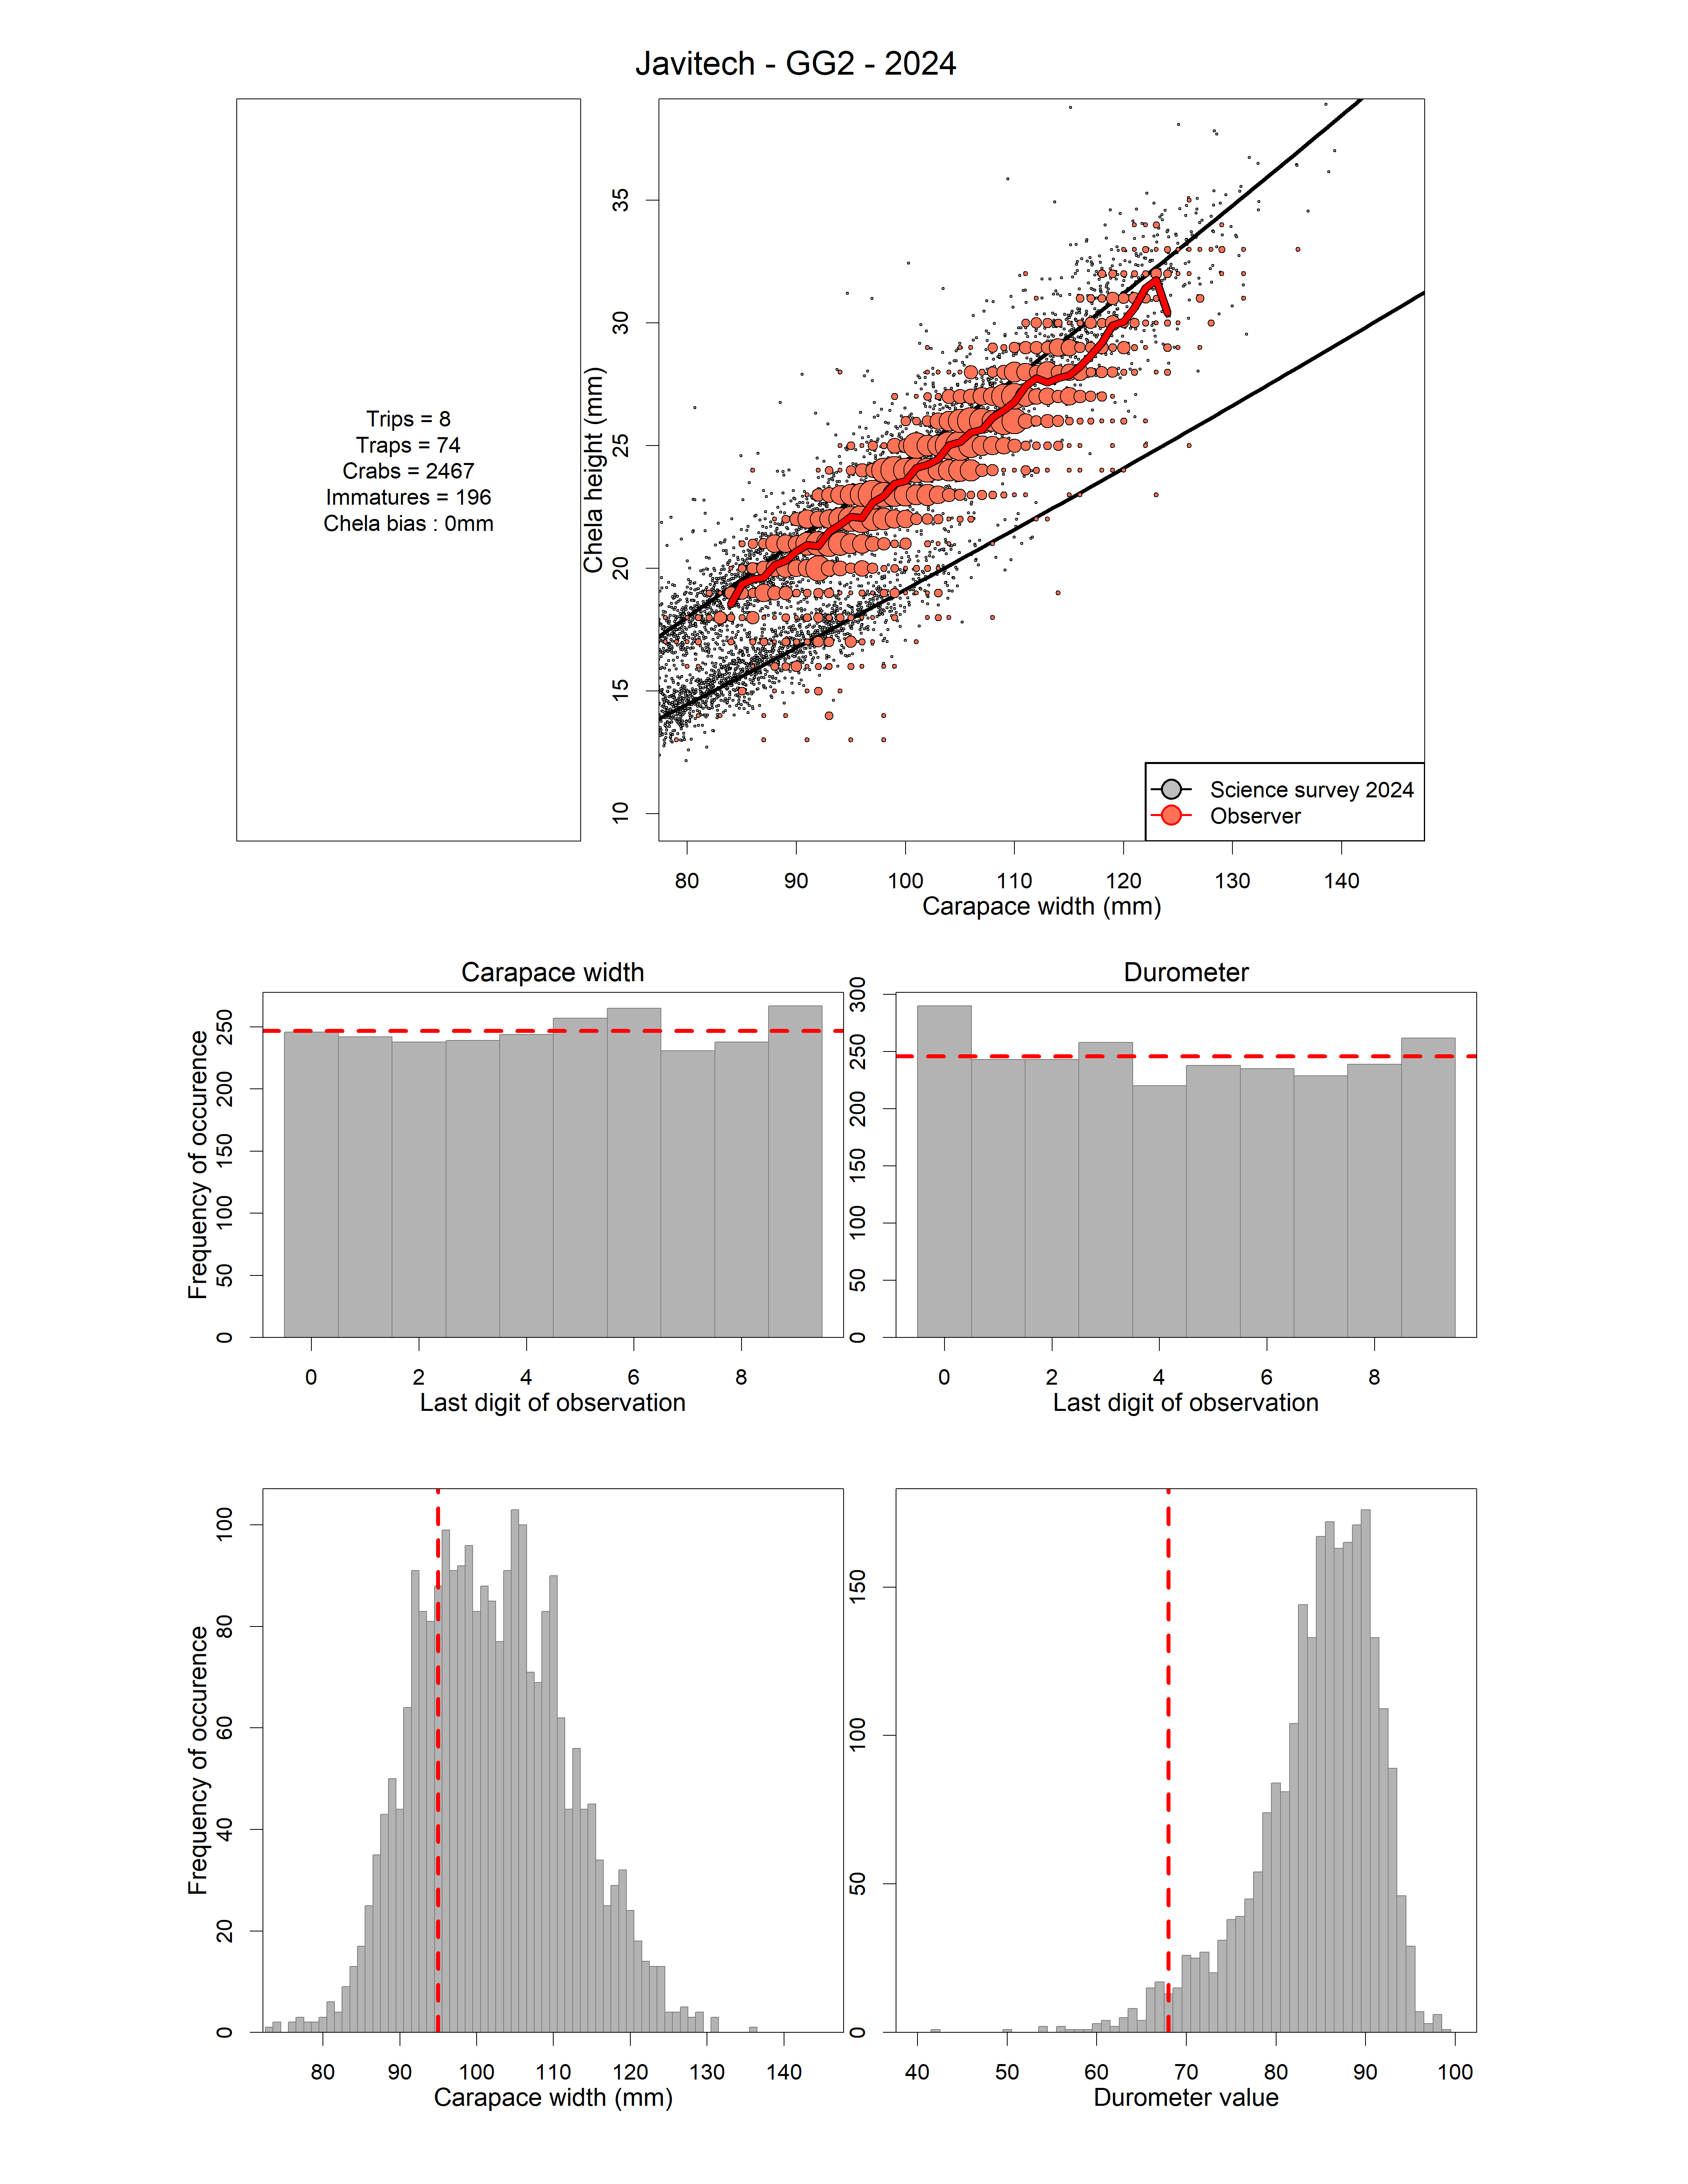 Javitech - GG2 - 2024
Trips = 8
Traps = 74
Crabs = 2467
Immatures = 196
Chela bias : 0mm
Chela height (mm)
35
30
25
20
15
10
Science survey 2024
Observer
80 90 100 110 120 130 140
Carapace width (mm)
Carapace width
Frequency of occurence
250
200
150
100
50
0
0 2 4 6 8
Last digit of observation
Durometer
300
250
200
150
100
50
0
0 2 4 6 8
Last digit of observation
Frequency of occurence
100
80
60
40
20
0
80 90 100 110 120 130 140
Carapace width (mm)
150
100
50
0
40 50 60 70 80 90 100
Durometer value